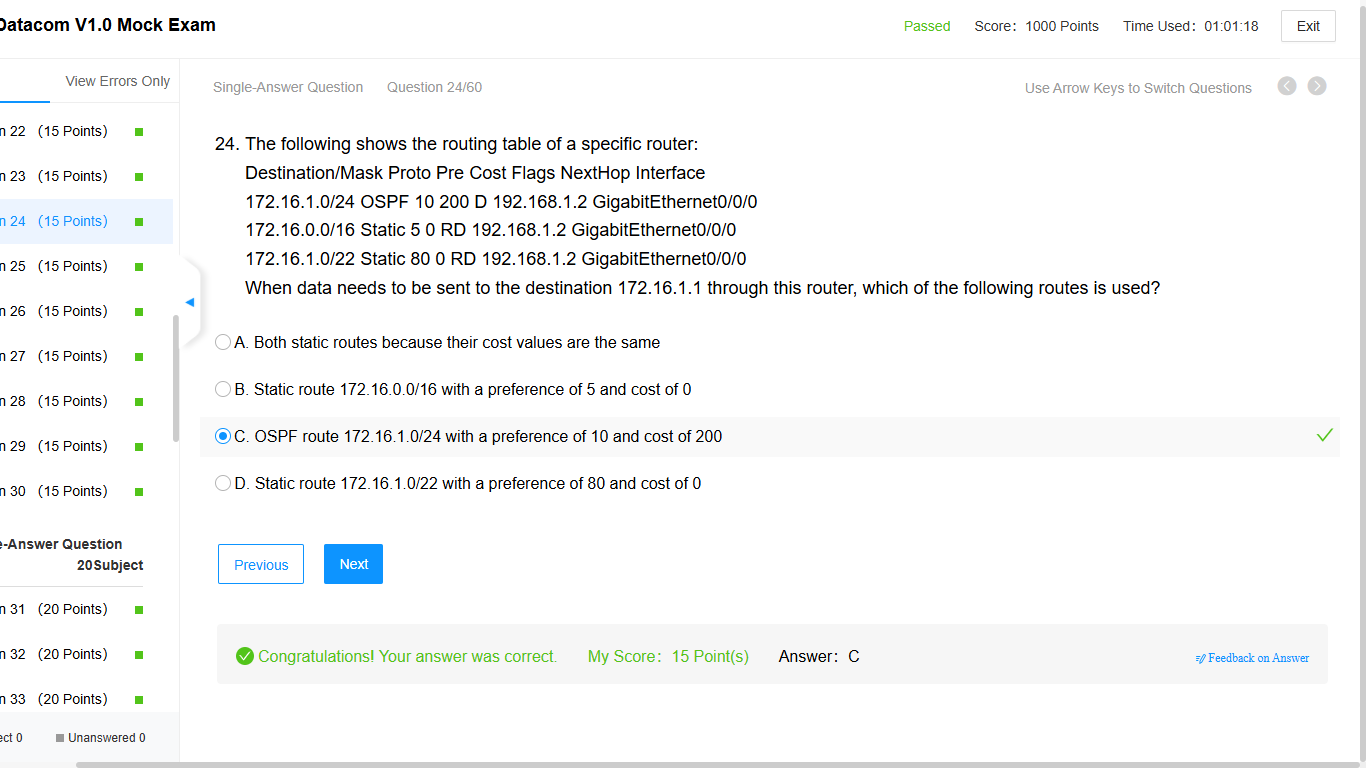 Datacom V1.0 Mock Exam
Passed Score: 1000 Points Time Used: 01:01:18 Exit
View Errors Only
Single-Answer Question Question 24/60 Use Arrow Keys to Switch Questions
n 22 (15 Points)
n 23 (15 Points)
n 24 (15 Points)
n 25 (15 Points)
n 26 (15 Points)
n 27 (15 Points)
n 28 (15 Points)
n 29 (15 Points)
n 30 (15 Points)
e-Answer Question
20Subject
n 31 (20 Points)
n 32 (20 Points)
n 33 (20 Points)
ect 0 Unanswered 0
24. The following shows the routing table of a specific router:
Destination/Mask Proto Pre Cost Flags NextHop Interface
172.16.1.0/24 OSPF 10 200 D 192.168.1.2 GigabitEthernet0/0/0
172.16.0.0/16 Static 5 0 RD 192.168.1.2 GigabitEthernet0/0/0
172.16.1.0/22 Static 80 0 RD 192.168.1.2 GigabitEthernet0/0/0
When data needs to be sent to the destination 172.16.1.1 through this router, which of the following routes is used?
A. Both static routes because their cost values are the same
B. Static route 172.16.0.0/16 with a preference of 5 and cost of 0
C. OSPF route 172.16.1.0/24 with a preference of 10 and cost of 200
D. Static route 172.16.1.0/22 with a preference of 80 and cost of 0
Previous Next
Congratulations! Your answer was correct. My Score: 15 Point(s) Answer: C Feedback on Answer